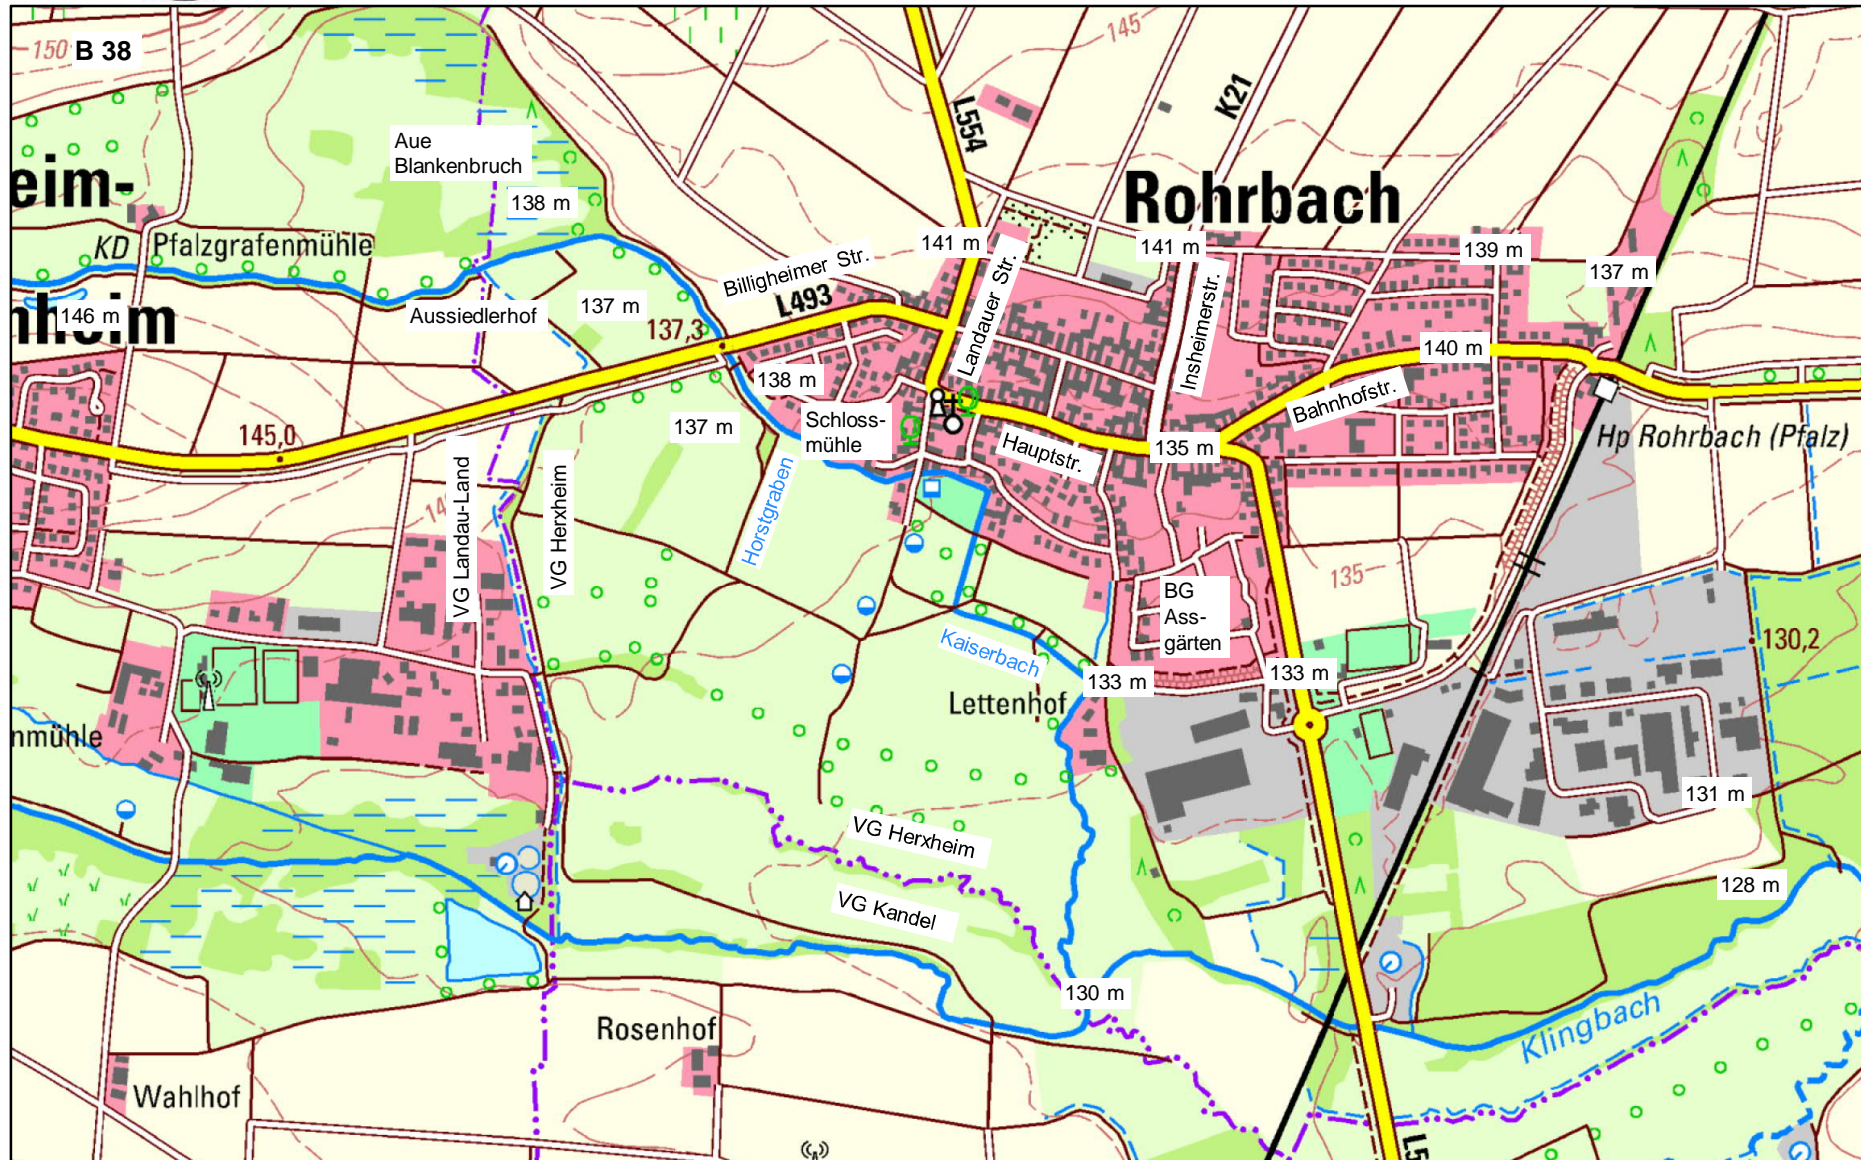 150
B 38
145
K21
L554
Aue
Blankenbruch
138 m
eim-
Rohrbach
KD
Pfalzgrafenmühle
141 m
141 m
139 m
137 m
Billigheimer Str.
Landauer Str.
L493
146 m
nheim
Aussiedlerhof
137 m
137,3
Insheimerstr.
140 m
138 m
Bahnhofstr.
Schloss-
mühle
137 m
145,0
Hauptstr.
135 m
Hp Rohrbach (Pfalz)
VG Landau-Land
VG Herxheim
Horstgraben
135
BG
Ass-
gärten
Kaiserbach
130,2
133 m
133 m
Lettenhof
nmühle
131 m
VG Herxheim
VG Kandel
128 m
130 m
Klingbach
Rosenhof
Wahlhof
L5